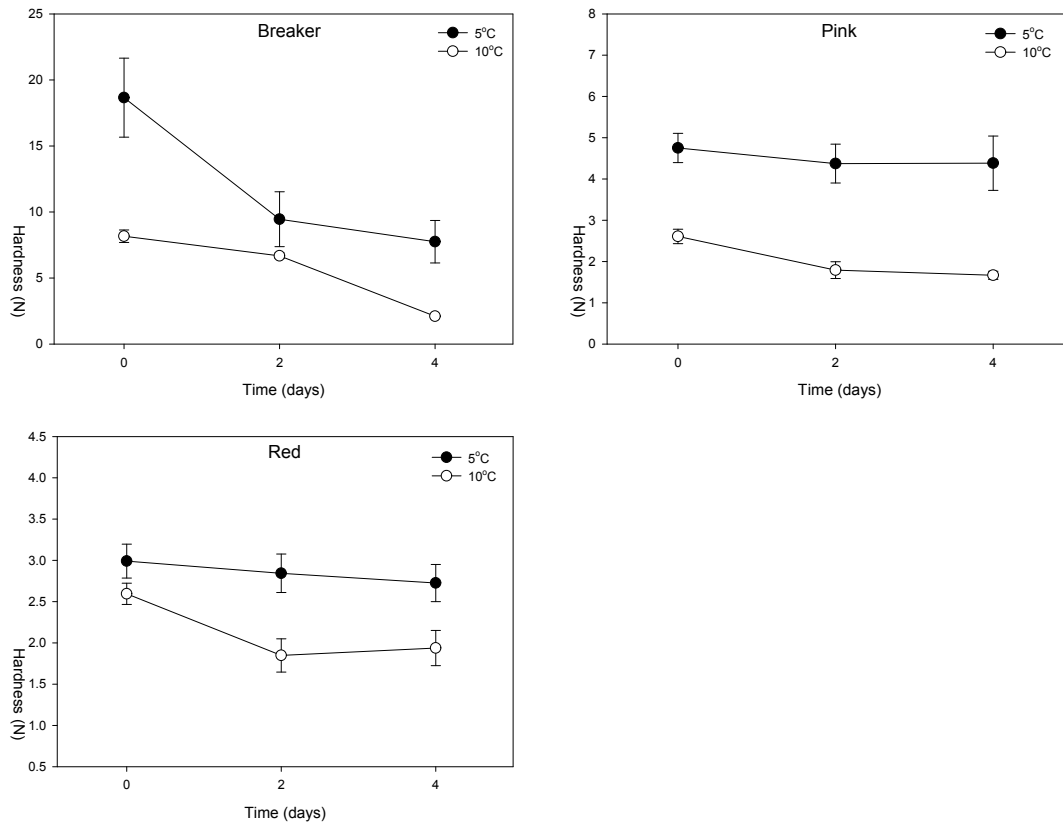 Breaker
5°C
10°C
25
20
15
10
5
0
Hardness (N)
0 2 4
Time (days)
Pink
5°C
10°C
8
7
6
5
4
3
2
1
0
Hardness (N)
0 2 4
Time (days)
Red
5°C
10°C
4.5
4.0
3.5
3.0
2.5
2.0
1.5
1.0
0.5
Hardness (N)
0 2 4
Time (days)